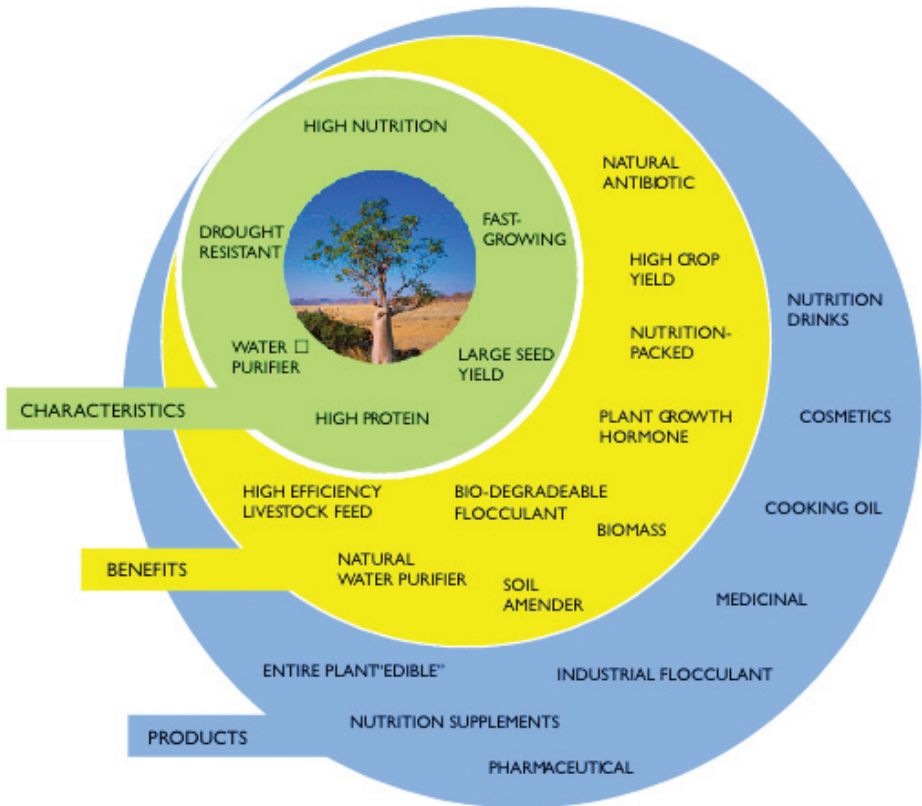 HIGH NUTRITION
DROUGHT
RESISTANT
FAST-
GROWING
WATER □
PURIFIER
LARGE SEED
YIELD
HIGH PROTEIN
CHARACTERISTICS
NATURAL
ANTIBIOTIC
HIGH CROP
YIELD
NUTRITION-
PACKED
PLANT GROWTH
HORMONE
HIGH EFFICIENCY
LIVESTOCK FEED
BIO-DEGRADEABLE
FLOCCULANT
BIOMASS
NATURAL
WATER PURIFIER
SOIL
AMENDER
BENEFITS
NUTRITION
DRINKS
COSMETICS
COOKING OIL
MEDICINAL
ENTIRE PLANT"EDIBLE”
INDUSTRIAL FLOCCULANT
NUTRITION SUPPLEMENTS
PHARMACEUTICAL
PRODUCTS